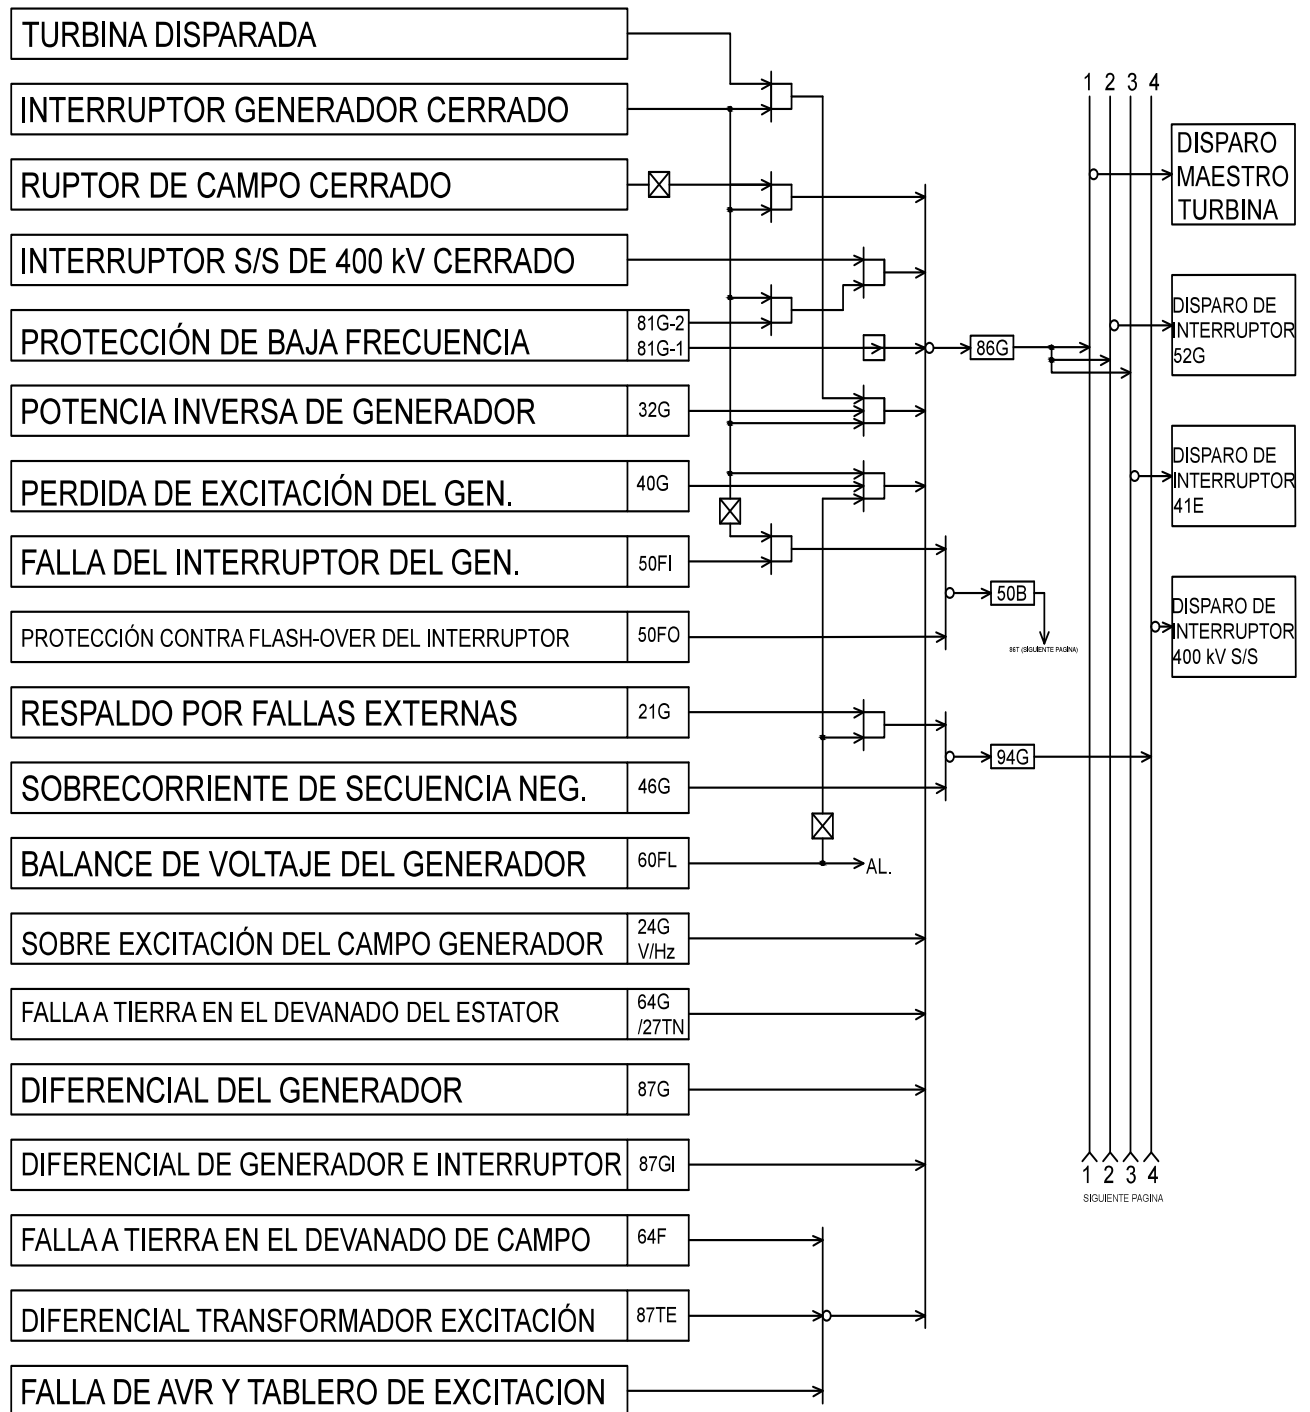 TURBINA DISPARADA
INTERRUPTOR GENERADOR CERRADO
RUPTOR DE CAMPO CERRADO
INTERRUPTOR S/S DE 400 kV CERRADO
PROTECCIÓN DE BAJA FRECUENCIA
81G-2
81G-1
POTENCIA INVERSA DE GENERADOR
32G
PERDIDA DE EXCITACIÓN DEL GEN.
40G
FALLA DEL INTERRUPTOR DEL GEN.
50FI
PROTECCIÓN CONTRA FLASH-OVER DEL INTERRUPTOR
50FO
RESPALDO POR FALLAS EXTERNAS
21G
SOBRECORRIENTE DE SECUENCIA NEG.
46G
BALANCE DE VOLTAJE DEL GENERADOR
60FL
AL.
SOBRE EXCITACIÓN DEL CAMPO GENERADOR
24G
V/Hz
FALLA A TIERRA EN EL DEVANADO DEL ESTATOR
64G
/27TN
DIFERENCIAL DEL GENERADOR
87G
DIFERENCIAL DE GENERADOR E INTERRUPTOR
87GI
FALLA A TIERRA EN EL DEVANADO DE CAMPO
64F
DIFERENCIAL TRANSFORMADOR EXCITACIÓN
87TE
FALLA DE AVR Y TABLERO DE EXCITACION
86G
50B
86T (SIGUIENTE PAGINA)
94G
1 2 3 4
DISPARO
MAESTRO
TURBINA
DISPARO DE
INTERRUPTOR
52G
DISPARO DE
INTERRUPTOR
41E
DISPARO DE
INTERRUPTOR
400 kV S/S
1 2 3 4
SIGUIENTE PAGINA